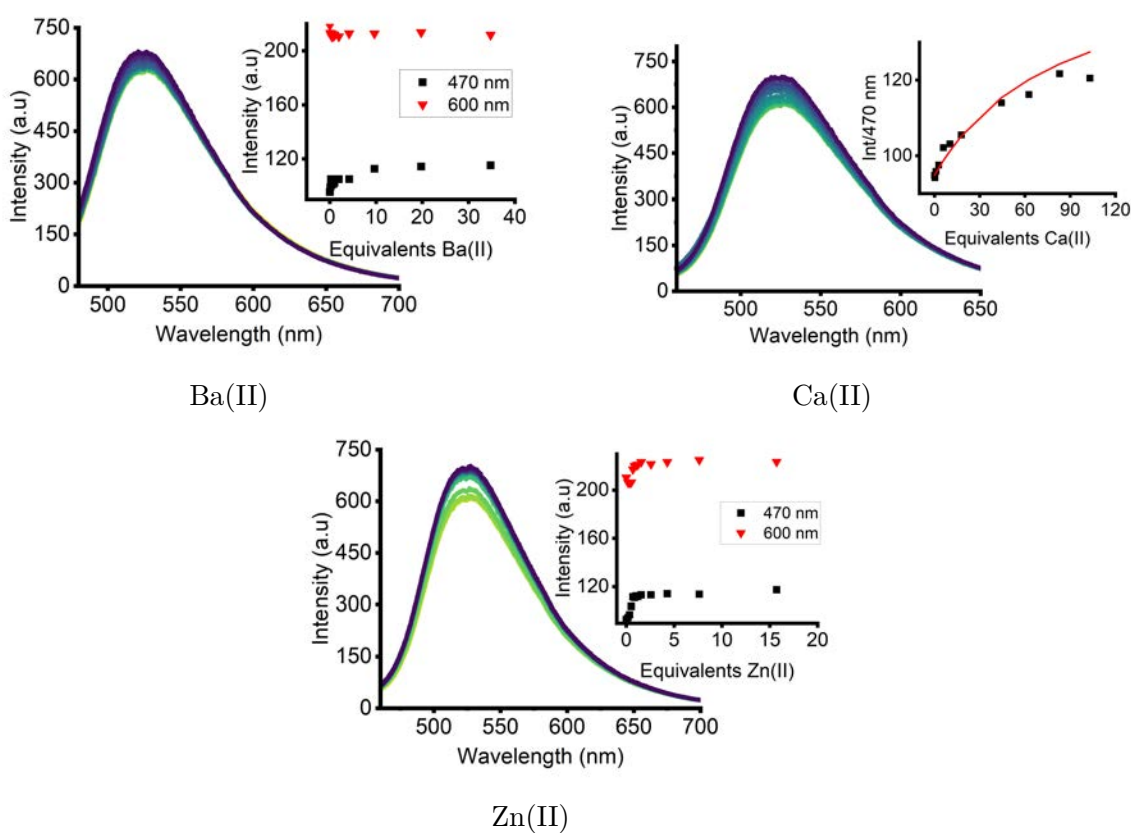 750
600
450
300
150
0
Intensity (a.u)
500 550 600 650 700
Wavelength (nm)
200
160
120
Intensity (a.u)
470 nm
600 nm
0 10 20 30 40
Equivalents Ba(II)
Ba(II)
750
600
450
300
150
0
Intensity (a.u)
500 550 600 650
Wavelength (nm)
120
100
Int/470 nm
0 30 60 90 120
Equivalents Ca(II)
Ca(II)
750
600
450
300
150
0
Intensity (a.u)
500 550 600 650 700
Wavelength (nm)
200
160
120
Intensity (a.u)
470 nm
600 nm
0 5 10 15 20
Equivalents Zn(II)
Zn(II)